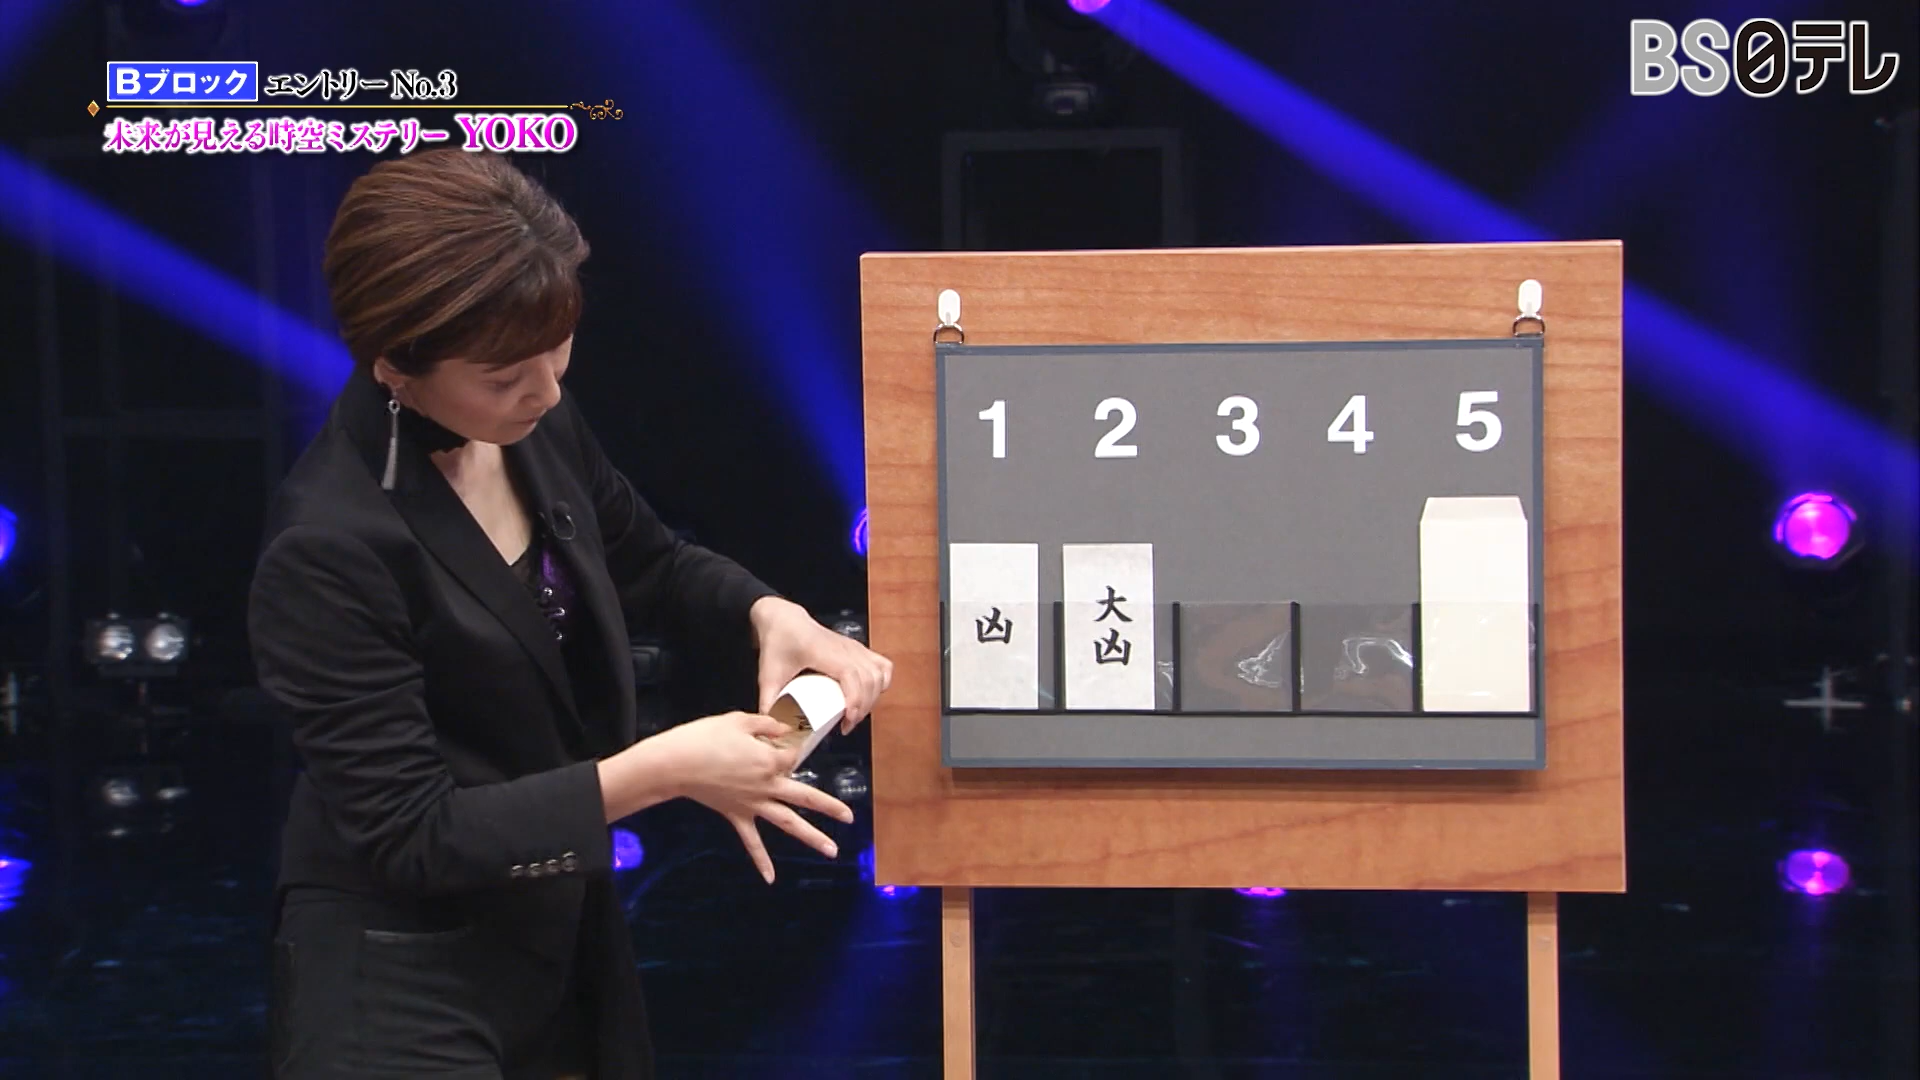 Bブロック エントリー No.3
未来が見える時空ミステリー YOKO
BS日テレ
1 2 3 4 5
凶
大凶